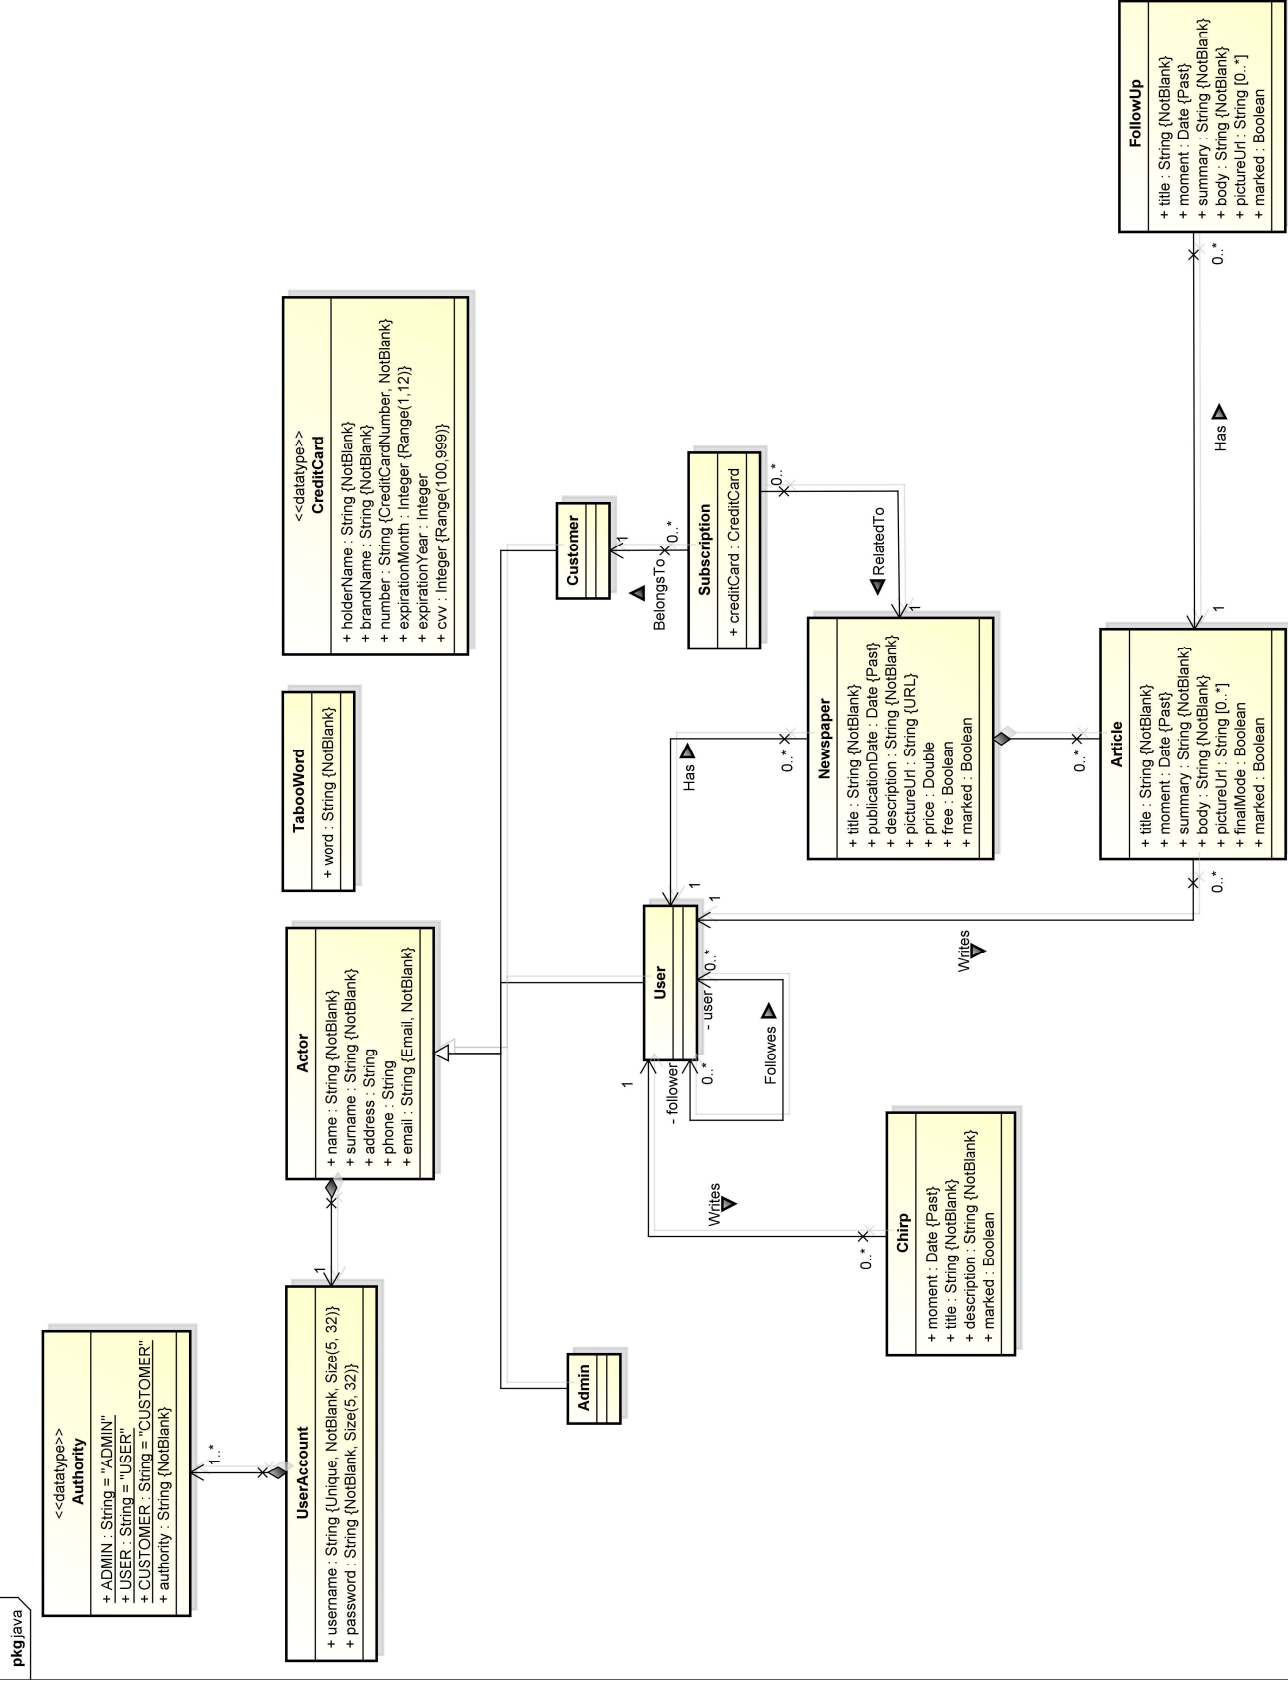 pkg java
<<datatype>>
Authority
+ ADMIN : String = "ADMIN"
+ USER : String = "USER"
+ CUSTOMER : String = "CUSTOMER"
+ authority : String {NotBlank}
1..*
UserAccount
+ username : String {Unique, NotBlank, Size(5, 32)}
+ password : String {NotBlank, Size(5, 32)}
1
Actor
+ name : String {NotBlank}
+ surname : String {NotBlank}
+ address : String
+ phone : String
+ email : String {Email, NotBlank}
TabooWord
+ word : String {NotBlank}
<<datatype>>
CreditCard
+ holderName : String {NotBlank}
+ brandName : String {NotBlank}
+ number : String {CreditCardNumber, NotBlank}
+ expirationMonth : Integer {Range(1,12)}
+ expirationYear : Integer
+ cvv : Integer {Range(100,999)}
Admin
User
Customer
1
BelongsTo
0..*
Subscription
+ creditCard : CreditCard
0..*
RelatedTo
1
- follower
0..*
- user
0..*
Followes
1
Writes
0..*
Chirp
+ moment : Date {Past}
+ title : String {NotBlank}
+ description : String {NotBlank}
+ marked : Boolean
1
Has
0..*
Newspaper
+ title : String {NotBlank}
+ publicationDate : Date {Past}
+ description : String {NotBlank}
+ pictureUrl : String {URL}
+ price : Double
+ free : Boolean
+ marked : Boolean
0..*
1
Writes
0..*
Article
+ title : String {NotBlank}
+ moment : Date {Past}
+ summary : String {NotBlank}
+ body : String {NotBlank}
+ pictureUrl : String [0..*]
+ finalMode : Boolean
+ marked : Boolean
1
Has
0..*
FollowUp
+ title : String {NotBlank}
+ moment : Date {Past}
+ summary : String {NotBlank}
+ body : String {NotBlank}
+ pictureUrl : String [0..*]
+ marked : Boolean